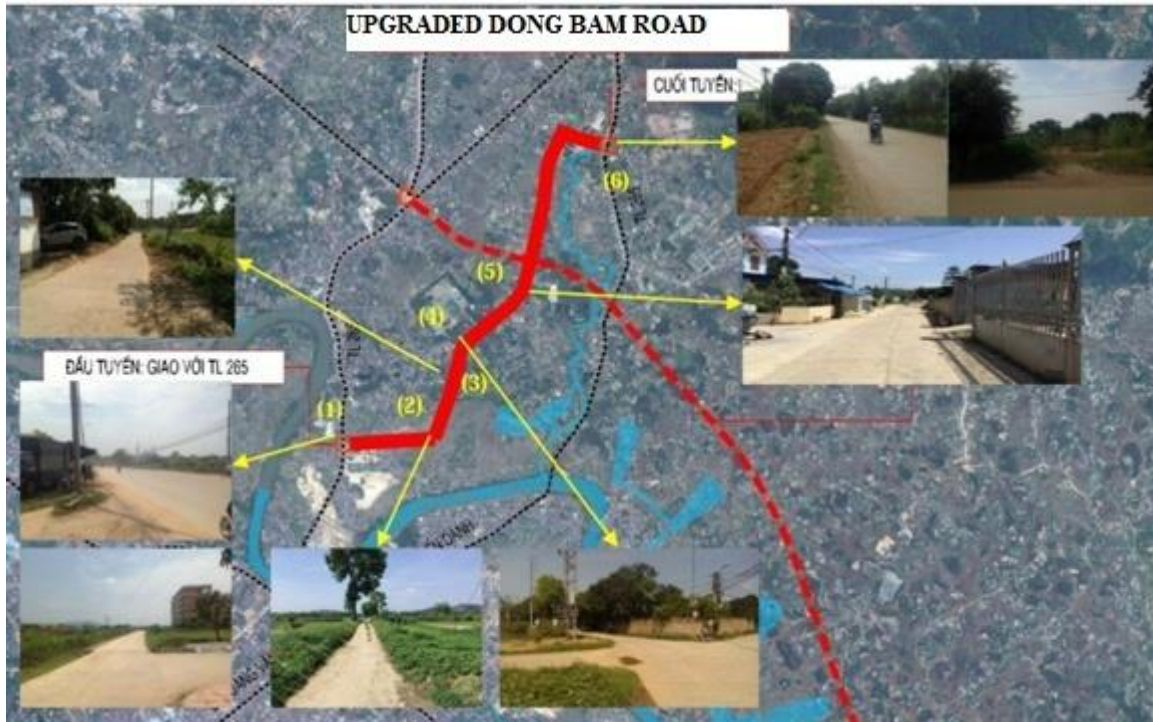 UPGRADED DONG BAM ROAD
CUỐI TUYẾN:
(6)
(5)
(4)
ĐẦU TUYẾN: GIAO VỚI TL 265
(3)
(1)
(2)